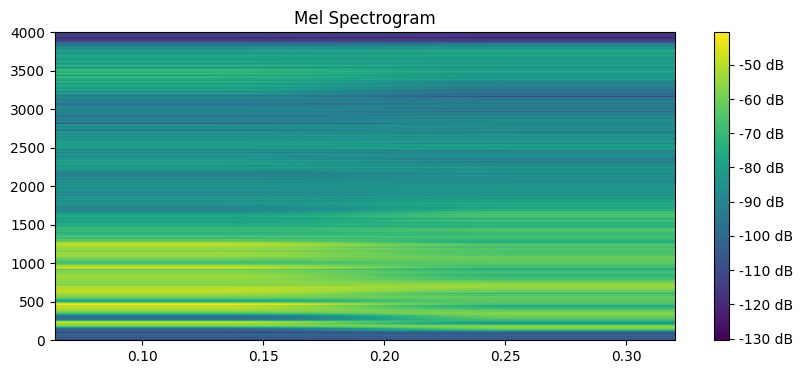 Mel Spectrogram
4000
3500
3000
2500
2000
1500
1000
500
0
0.10 0.15 0.20 0.25 0.30
-50 dB
-60 dB
-70 dB
-80 dB
-90 dB
-100 dB
-110 dB
-120 dB
-130 dB